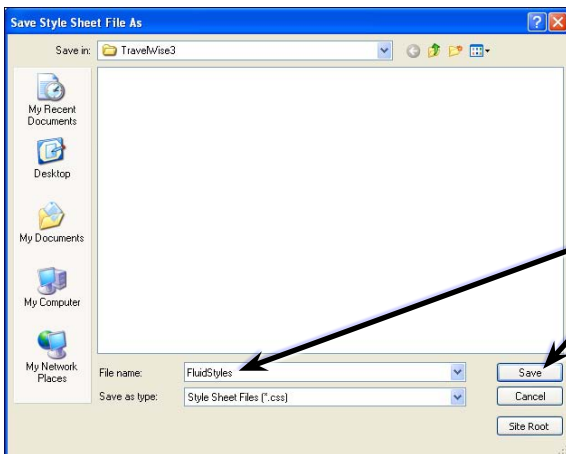 Save Style Sheet File As
Save in: TravelWise3
My Recent
Documents
Desktop
My Documents
My Computer
My Network
Places
File name: FluidStyles
Save as type: Style Sheet Files (*.css)
Save
Cancel
Site Root